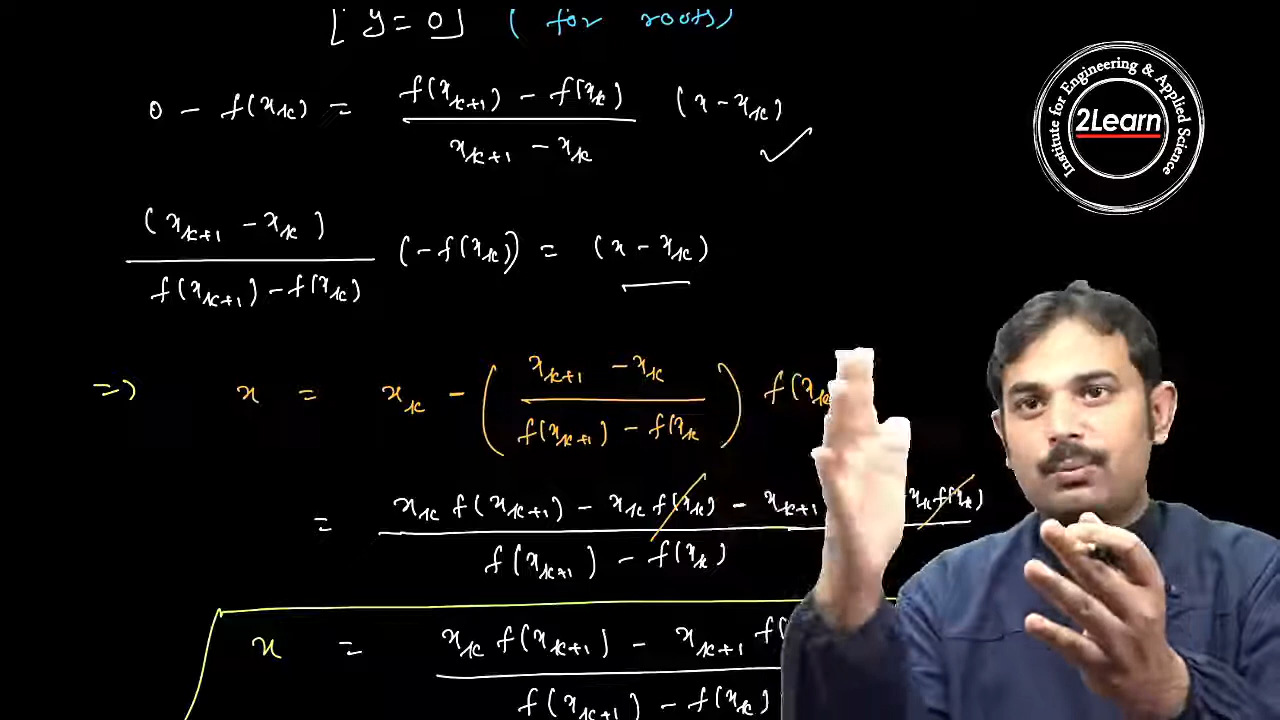 [ y = 0 ] ( for roots)
0 - f(x_k) = f(x_{k+1}) - f(x_k) / x_{k+1} - x_k (x - x_k) ✓
(x_{k+1} - x_k) / f(x_{k+1}) - f(x_k) (-f(x_k)) = (x - x_k)
=> x = x_k - ( x_{k+1} - x_k / f(x_{k+1}) - f(x_k ) f(x_k
= x_k f(x_{k+1}) - x_k f(x_k) - x_{k+1} x_k f(x_k) / f(x_{k+1}) - f(x_k)
x = x_k f(x_{k+1}) - x_{k+1} f( / f(x_{k+1}) - f(x_k)
Institute for Engineering & Applied Science
2Learn